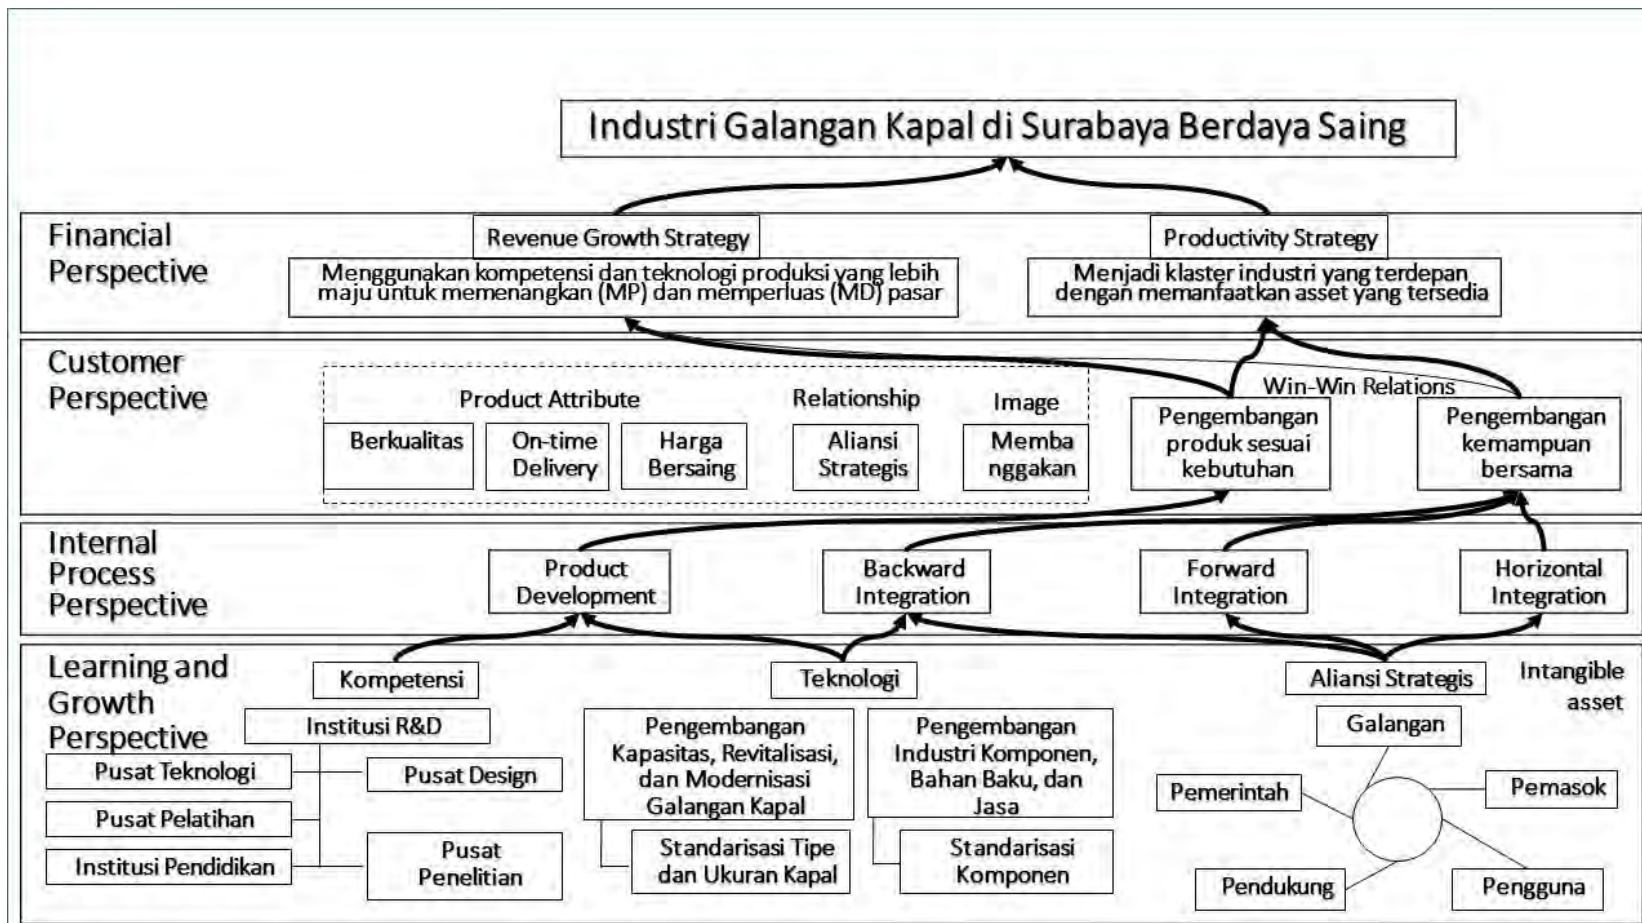 Industri Galangan Kapal di Surabaya Berdaya Saing
Financial
Perspective
Revenue Growth Strategy
Menggunakan kompetensi dan teknologi produksi yang lebih
maju untuk memenangkan (MP) dan memperluas (MD) pasar
Productivity Strategy
Menjadi klaster industri yang terdepan
dengan memanfaatkan asset yang tersedia
Customer
Perspective
Product Attribute
Relationship
Image
Win-Win Relations
Berkualitas
On-time
Delivery
Harga
Bersaing
Aliansi
Strategis
Memba
nggakan
Pengembangan
produk sesuai
kebutuhan
Pengembangan
kemampuan
bersama
Internal
Process
Perspective
Product
Development
Backward
Integration
Forward
Integration
Horizontal
Integration
Learning and
Growth
Perspective
Kompetensi
Teknologi
Aliansi Strategis
Intangible
asset
Institusi R&D
Pusat Teknologi
Pusat Design
Pusat Pelatihan
Institusi Pendidikan
Pusat
Penelitian
Pengembangan
Kapasitas, Revitalisasi,
dan Modernisasi
Galangan Kapal
Standarisasi Tipe
dan Ukuran Kapal
Pengembangan
Industri Komponen,
Bahan Baku, dan
Jasa
Standarisasi
Komponen
Galangan
Pemerintah
Pemasok
Pendukung
Pengguna